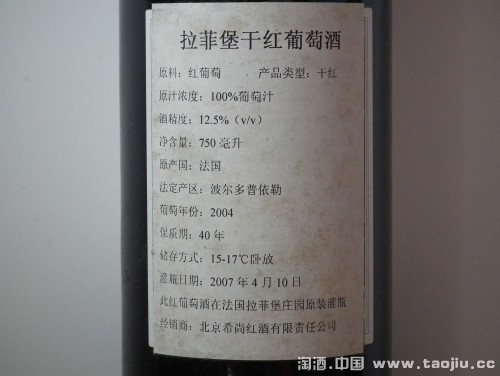 拉菲堡干红葡萄酒
原料：红葡萄 产品类型：干红
原汁浓度：100%葡萄汁
酒精度：12.5%（v/v）
净含量：750 毫升
原产国：法国
法定产区：波尔多普依勒
葡萄年份：2004
保质期：40 年
储存方式：15-17℃卧放
灌瓶日期：2007 年 4 月 10 日
此红葡萄酒在法国拉菲堡庄园原装灌瓶
经销商：北京希尚红酒有限责任公司
淘酒.中国 www.taojiu.cc